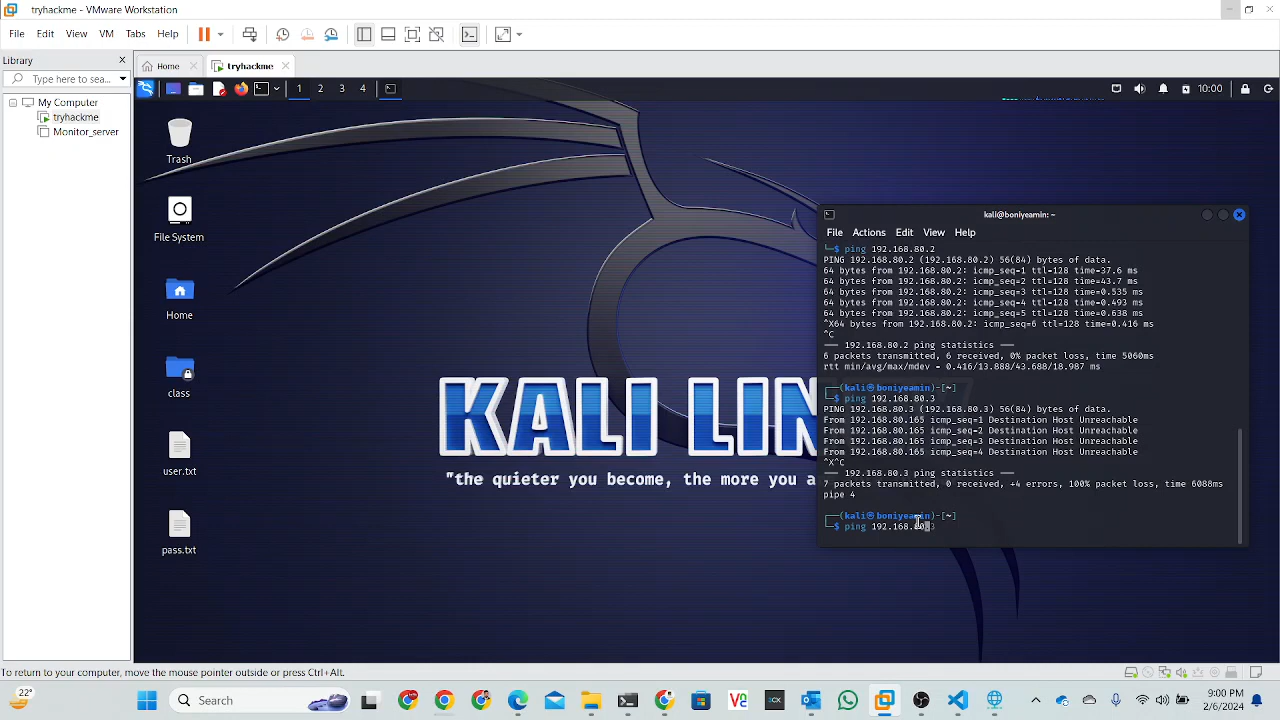 tryhackme - VMware Workstation
File Edit View VM Tabs Help
Library
Type here to sea...
My Computer
tryhackme
Monitor_server
Home
tryhackme
1 2 3 4
10:00
Trash
File System
Home
class
user.txt
pass.txt
KALI LIN
"the quieter you become, the more you a
kali@boniyeamin: ~
File Actions Edit View Help
└─$ ping 192.168.80.2
PING 192.168.80.2 (192.168.80.2) 56(84) bytes of data.
64 bytes from 192.168.80.2: icmp_seq=1 ttl=128 time=37.6 ms
64 bytes from 192.168.80.2: icmp_seq=2 ttl=128 time=43.7 ms
64 bytes from 192.168.80.2: icmp_seq=3 ttl=128 time=0.535 ms
64 bytes from 192.168.80.2: icmp_seq=4 ttl=128 time=0.493 ms
64 bytes from 192.168.80.2: icmp_seq=5 ttl=128 time=0.638 ms
^X64 bytes from 192.168.80.2: icmp_seq=6 ttl=128 time=0.416 ms
^C
─── 192.168.80.2 ping statistics ───
6 packets transmitted, 6 received, 0% packet loss, time 5060ms
rtt min/avg/max/mdev = 0.416/13.888/43.688/18.987 ms
┌──(kali㉿boniyeamin)-[~]
└─$ ping 192.168.80.3
PING 192.168.80.3 (192.168.80.3) 56(84) bytes of data.
From 192.168.80.165 icmp_seq=1 Destination Host Unreachable
From 192.168.80.165 icmp_seq=2 Destination Host Unreachable
From 192.168.80.165 icmp_seq=3 Destination Host Unreachable
From 192.168.80.165 icmp_seq=4 Destination Host Unreachable
^X^C
─── 192.168.80.3 ping statistics ───
7 packets transmitted, 0 received, +4 errors, 100% packet loss, time 6088ms
pipe 4
┌──(kali㉿boniyeamin)-[~]
└─$ ping 192.168.80.3
To return to your computer, move the mouse pointer outside or press Ctrl+Alt.
22°
Search
9:00 PM
2/6/2024